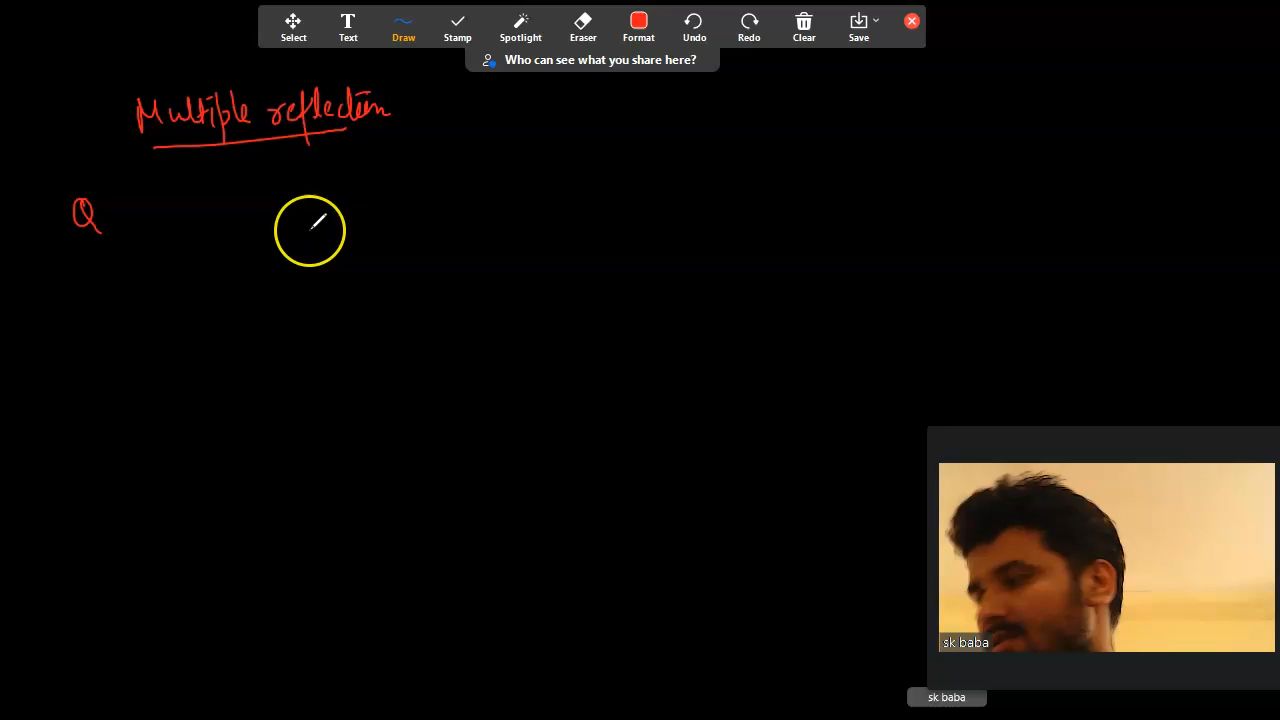 Select Text Draw Stamp Spotlight Eraser Format Undo Redo Clear Save
Who can see what you share here?
Multiple reflection
Q
sk baba
sk baba